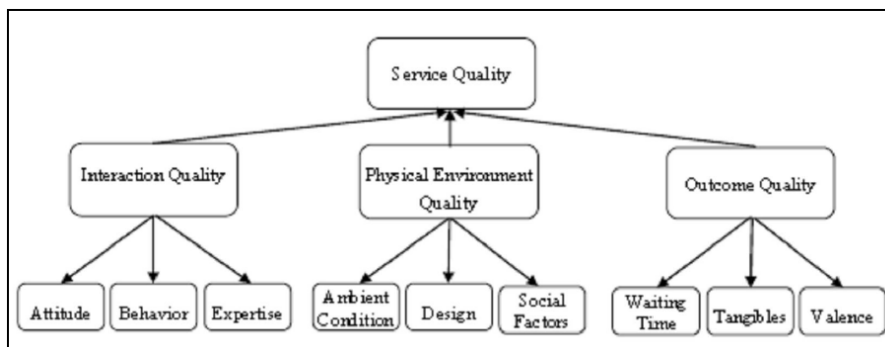 Service Quality
Interaction Quality
Physical Environment
Quality
Outcome Quality
Attitude
Behavior
Expertise
Ambient
Condition
Design
Social
Factors
Waiting
Time
Tangibles
Valence